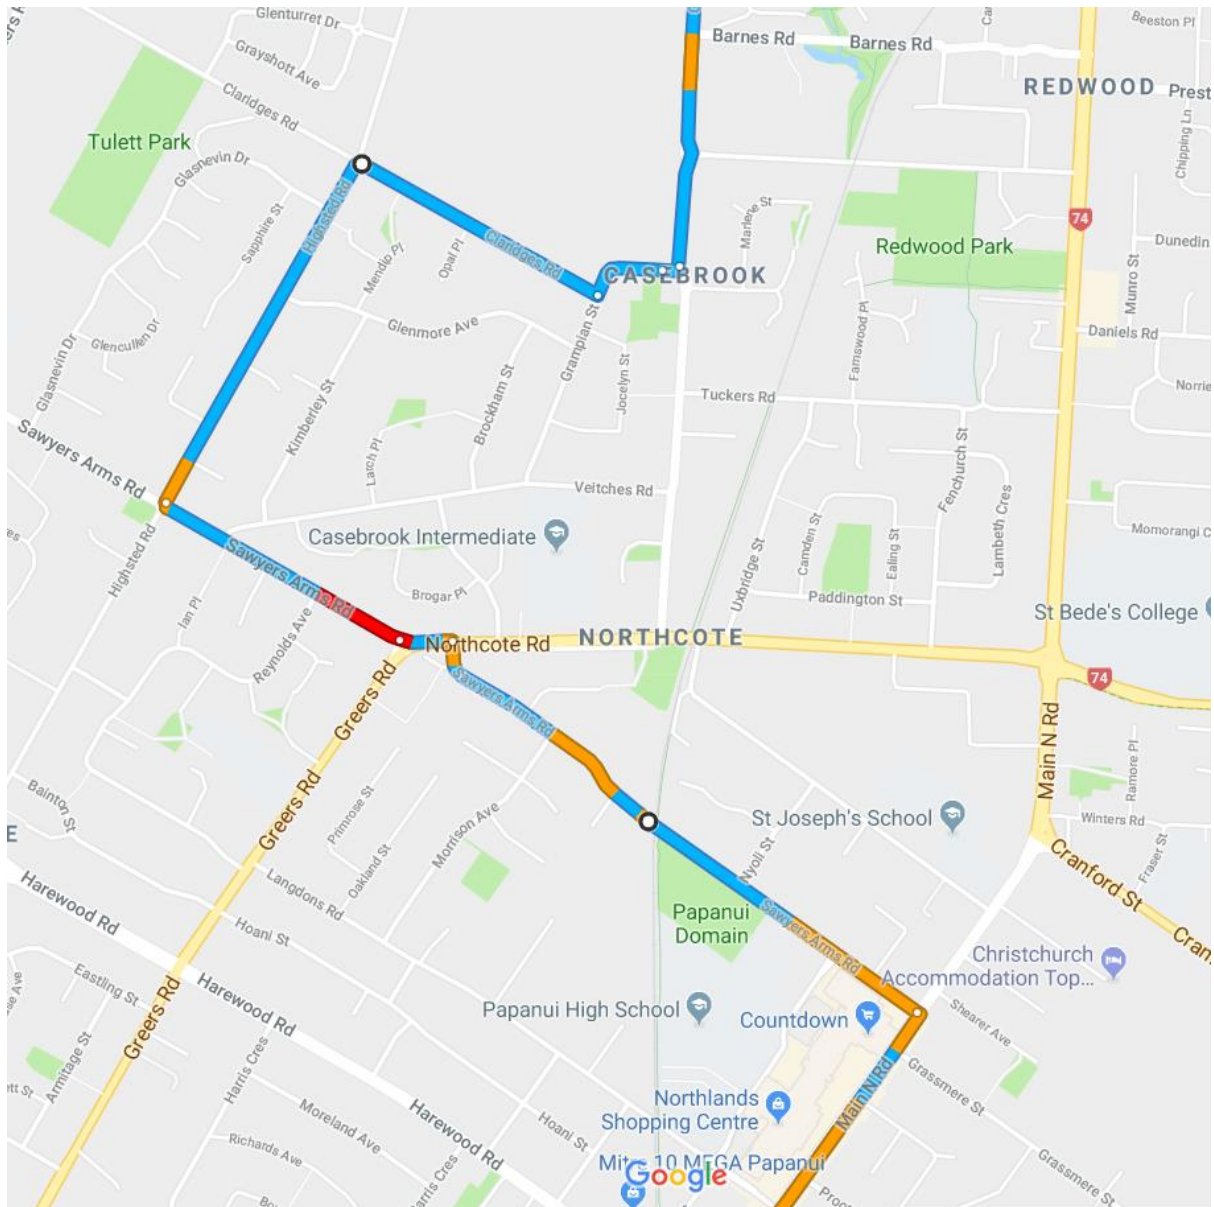 Glenturret Dr
Beeston Pl
Barnes Rd
Barnes Rd
Grayshott Ave
REDWOOD
Claridges Rd
Chipping Ln
Tulett Park
Glasnevin Dr
Highsted Rd
Marlene St
74
Sapphire St
Opal Pl
Claridges Rd
Redwood Park
Dunedin
Munro St
CASEBROOK
Glenmore Ave
Grampian St
Glencullen Dr
Daniels Rd
Farnswood Pl
Glasnevin Dr
Jocelyn St
Brockham St
Kimberley St
Tuckers Rd
Larch Pl
Fenchurch St
Sawyers Arms Rd
Veitches Rd
Lambeth Cres
Casebrook Intermediate
Camden St
Ealing St
Momorangi C
Highsted Rd
Sawyers Arms Rd
Uxbridge St
Brogar Pl
Paddington St
St Bede's College
Ian Pl
Reynolds Ave
Northcote Rd
NORTHCOTE
74
Greers Rd
Sawyers Arms Rd
Main N Rd
Ramore Pl
Bainton St
Greers Rd
Primrose St
Morrison Ave
St Joseph's School
Winters Rd
E
Nyoli St
Fraser St
Oakland St
Cranford St
Harewood Rd
Langdons Rd
Papanui
Domain
Sawyers Arms Rd
Hoani St
Christchurch
Accommodation Top...
Eastling St
Harewood Rd
Greers Rd
Papanui High School
Countdown
Shearer Ave
Armitage St
Harris Cres
Grassmere St
Main N Rd
Northlands
Shopping Centre
Moreland Ave
Harewood Rd
Hoani St
Richards Ave
Mitre 10 MEGA Papanui
Google
Grassmere St